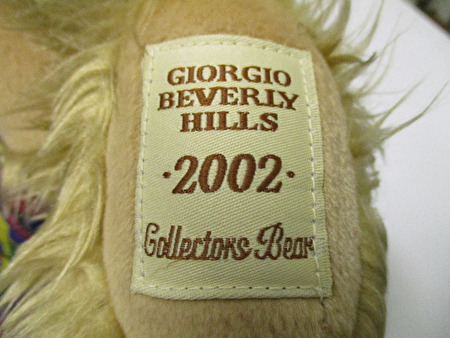 GIORGIO
BEVERLY
HILLS
·2002·
Collectors Bear